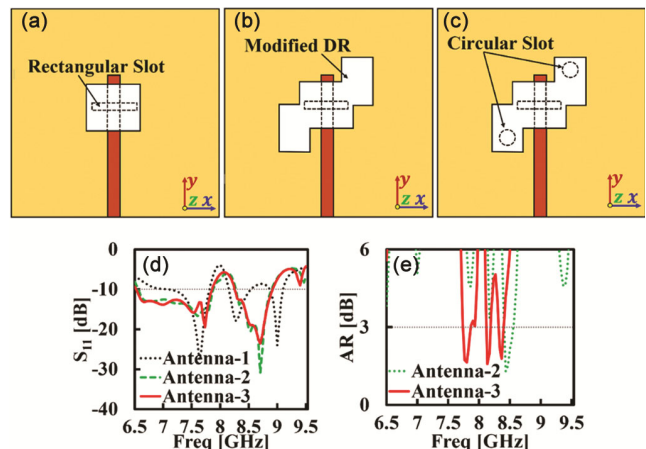 (a)
Rectangular Slot
y
z x
(b)
Modified DR
y
z x
(c)
Circular Slot
y
z x
(d)
0
-10
-20
-30
-40
S11 [dB]
Antenna-1
Antenna-2
Antenna-3
6.5 7 7.5 8 8.5 9 9.5
Freq [GHz]
(e)
6
3
0
AR [dB]
Antenna-2
Antenna-3
6.5 7 7.5 8 8.5 9 9.5
Freq [GHz]